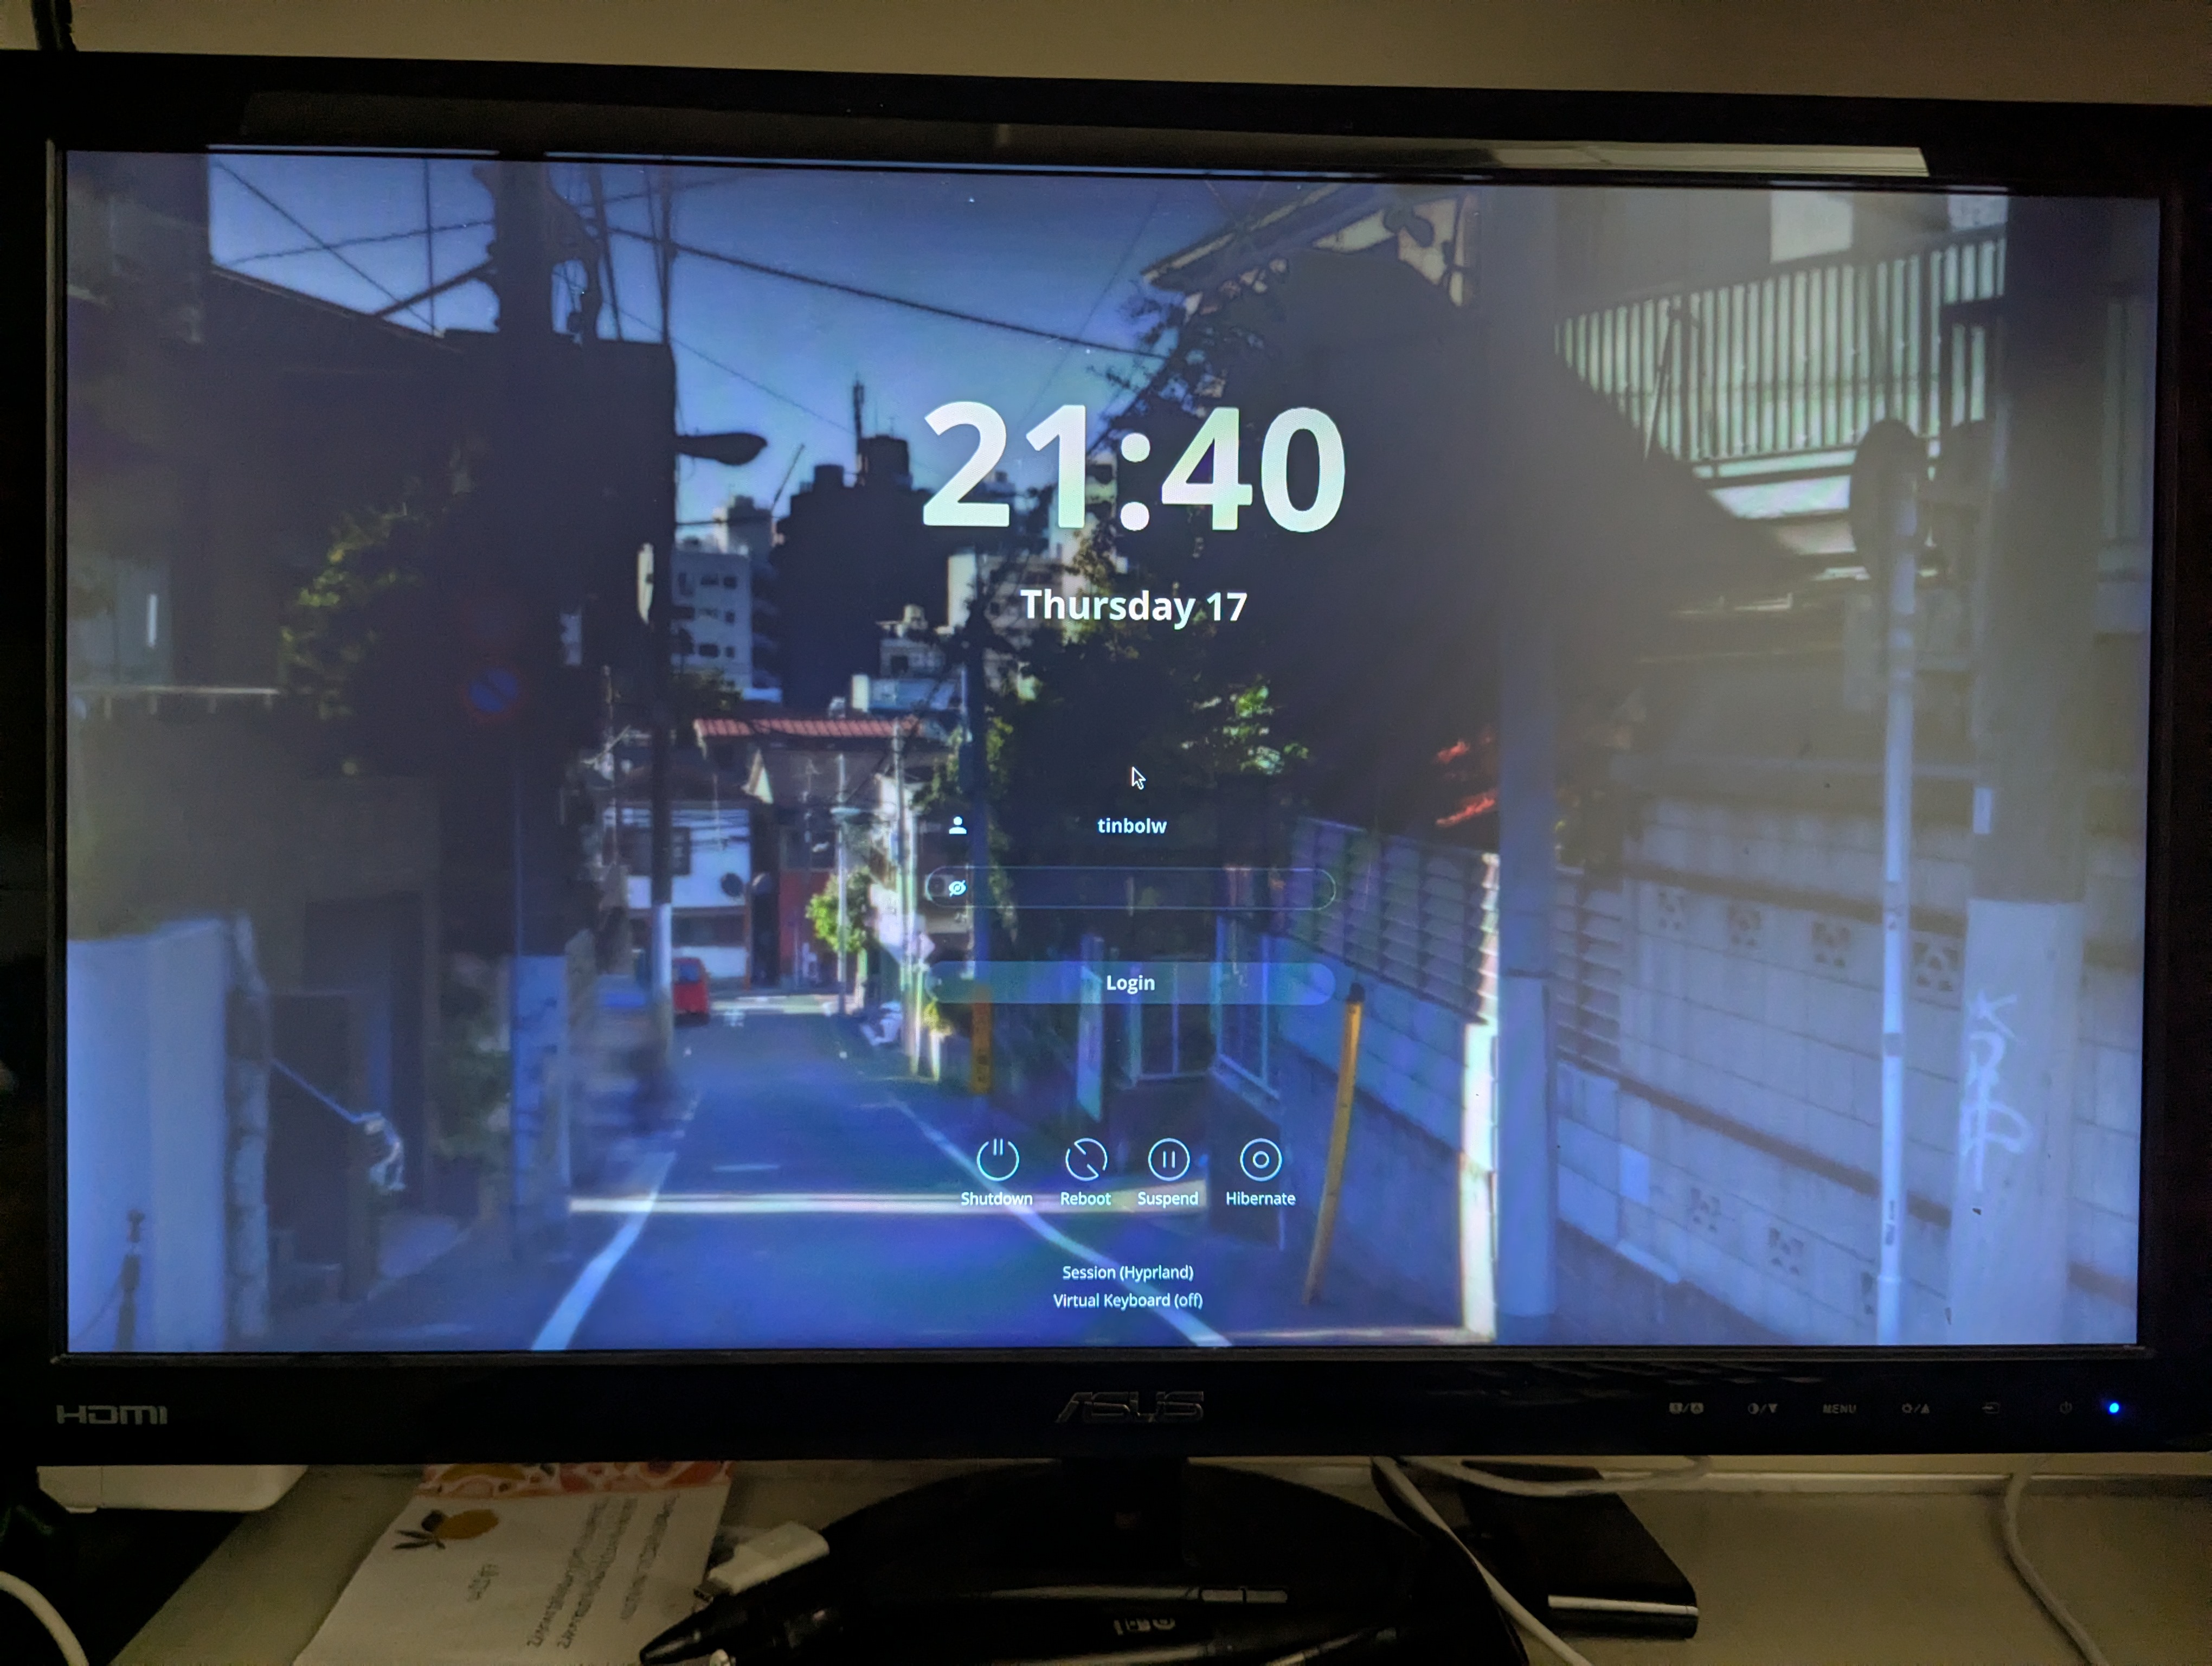 21:40
Thursday 17
tinbolw
Login
Shutdown Reboot Suspend Hibernate
Session (Hyprland)
Virtual Keyboard (off)
HDMI
ASUS
MENU